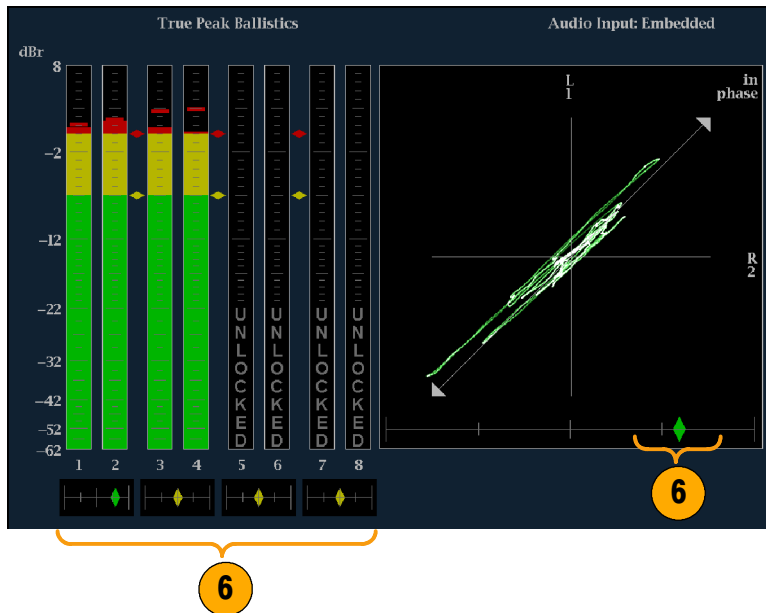 True Peak Ballistics
Audio Input: Embedded
dBr
8
-2
-12
-22
-32
-42
-52
-62
UNLOCKED
UNLOCKED
UNLOCKED
UNLOCKED
1 2 3 4 5 6 7 8
L
1
in
phase
R
2
6
6